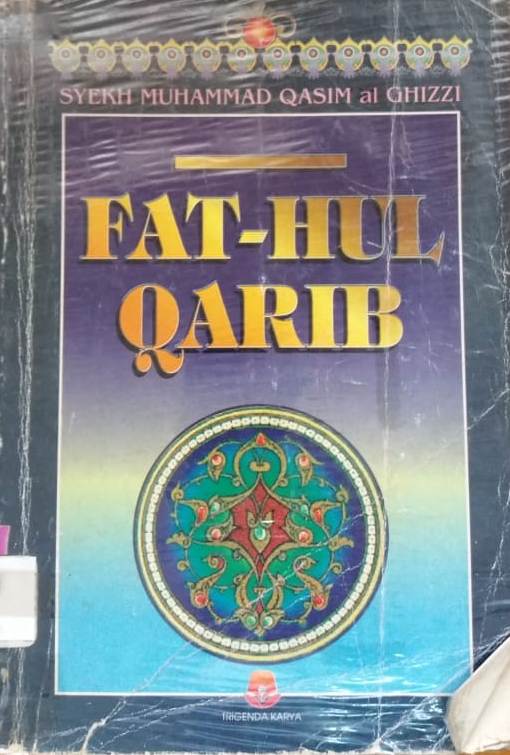 SYEKH MUHAMMAD QASIM al GHIZZI
FAT-HUL
QARIB
TRIGENDA KARYA